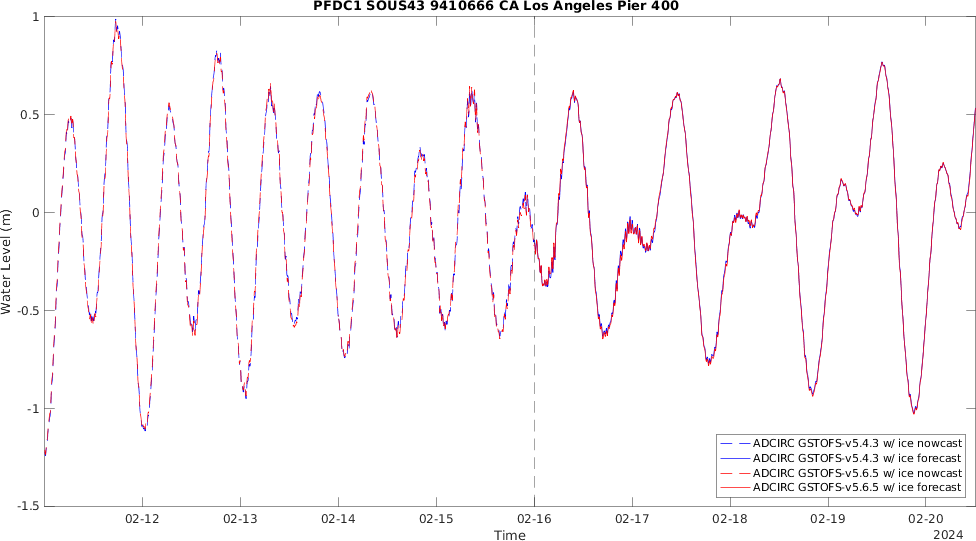 PFDC1 SOUS43 9410666 CA Los Angeles Pier 400
1
0.5
0
-0.5
-1
-1.5
Water Level (m)
02-12 02-13 02-14 02-15 02-16 02-17 02-18 02-19 02-20
Time
2024
ADCIRC GSTOFS-v5.4.3 w/ ice nowcast
ADCIRC GSTOFS-v5.4.3 w/ ice forecast
ADCIRC GSTOFS-v5.6.5 w/ ice nowcast
ADCIRC GSTOFS-v5.6.5 w/ ice forecast